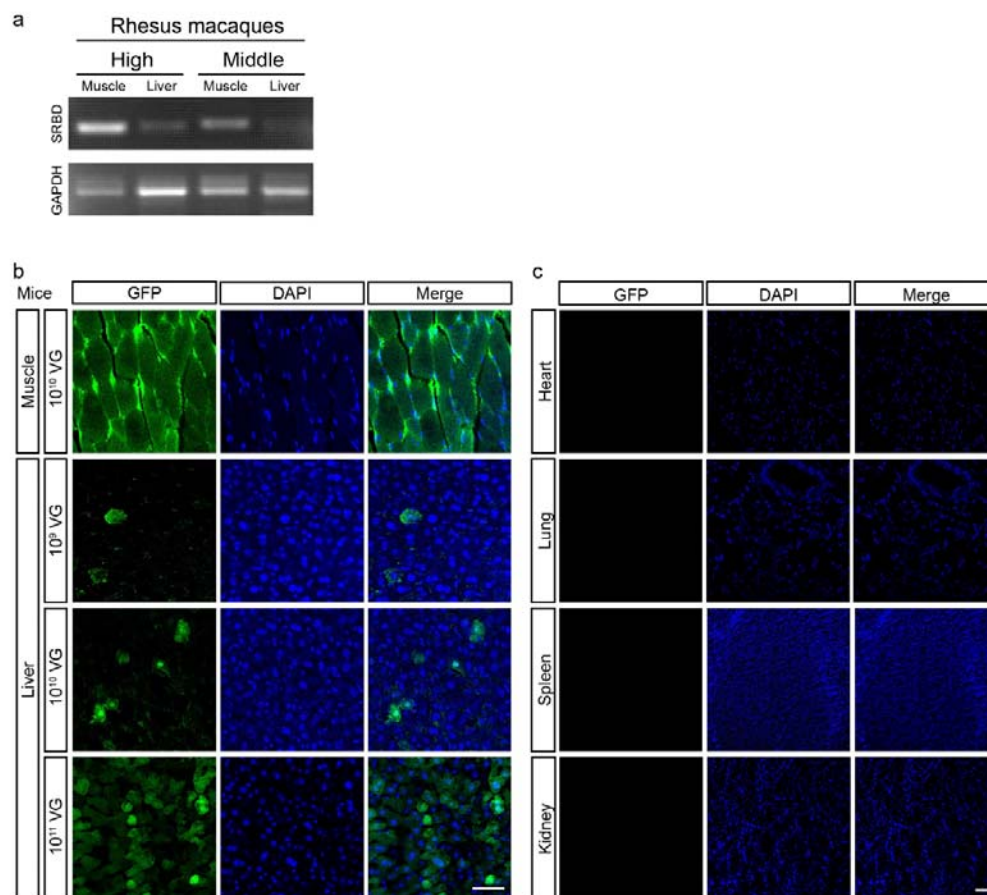 a
Rhesus macaques
High Middle
Muscle Liver Muscle Liver
SRBD
GAPDH
b
Mice GFP DAPI Merge
Muscle
10¹⁰ VG
Liver
10⁹ VG
10¹⁰ VG
10¹¹ VG
c
GFP DAPI Merge
Heart
Lung
Spleen
Kidney